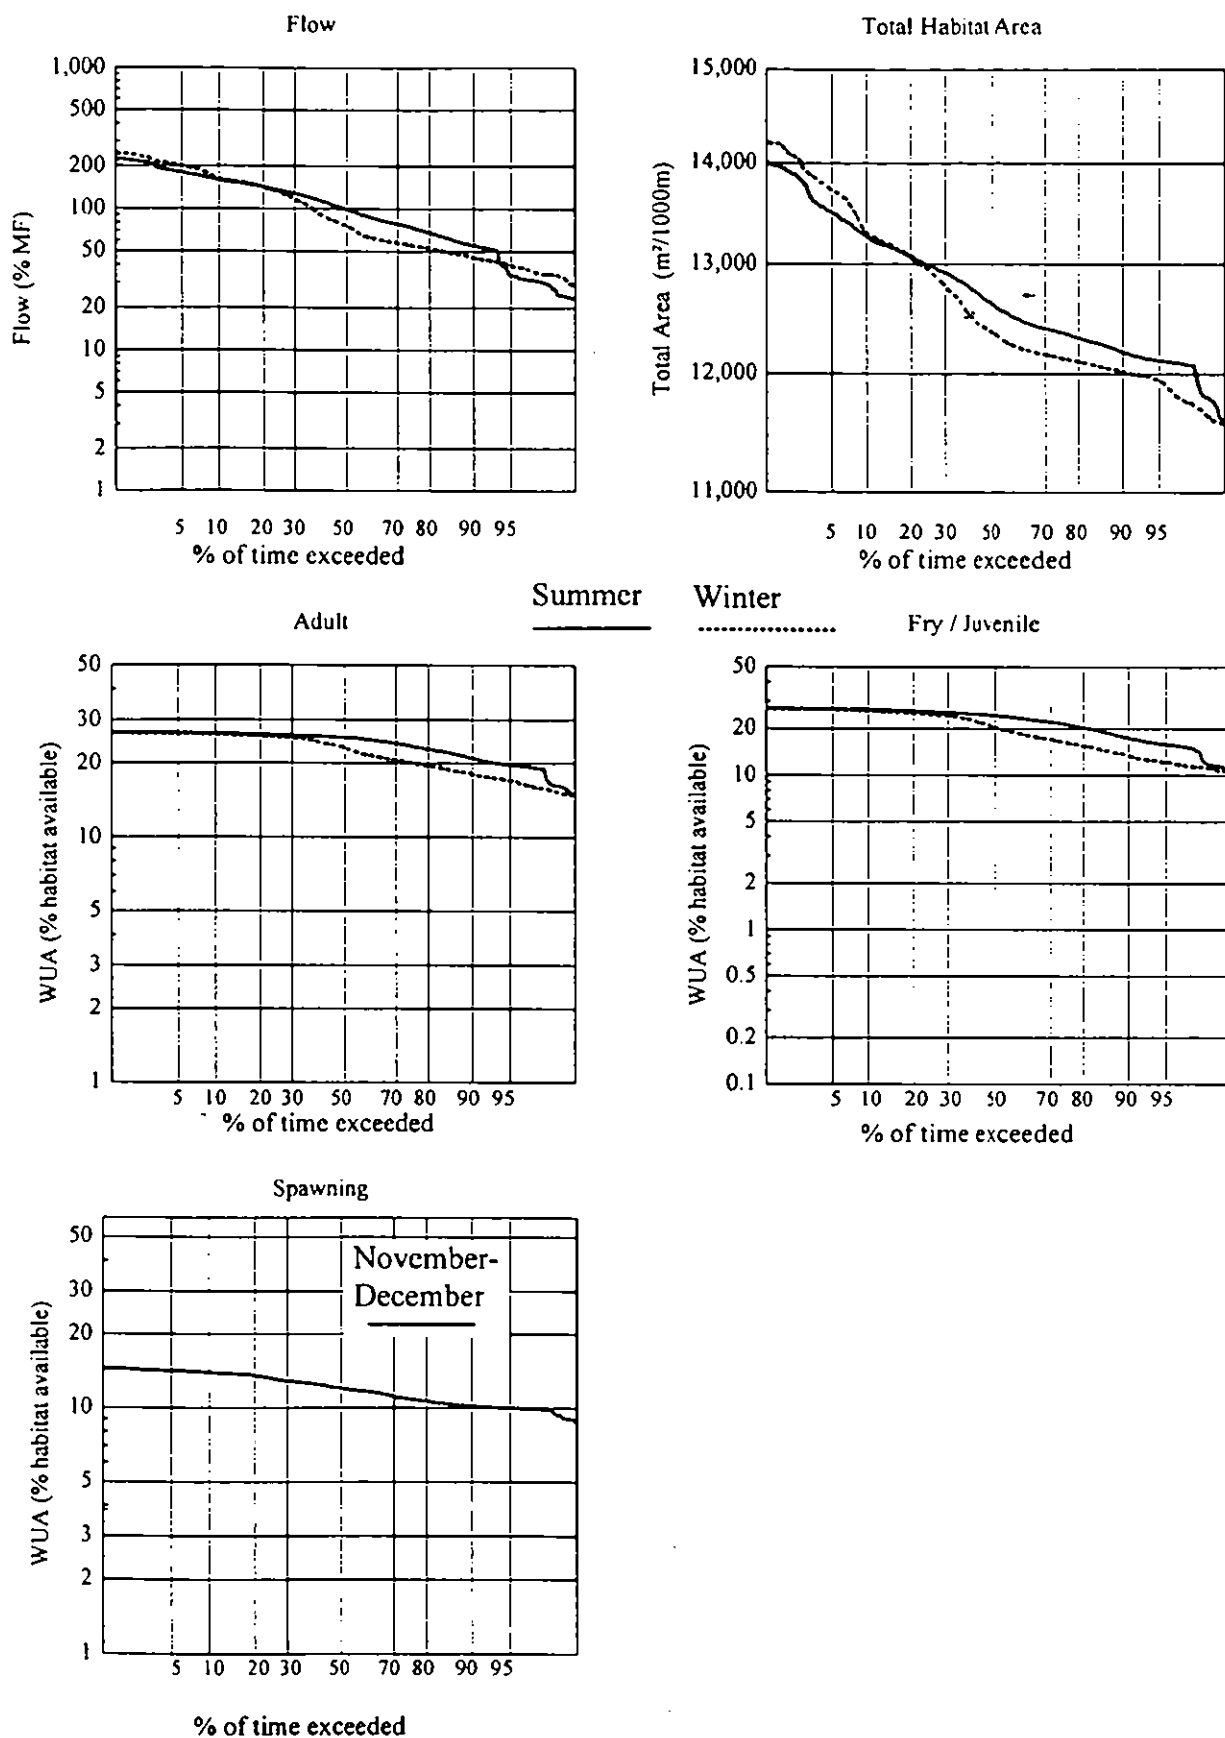 Flow
1,000
500
200
100
50
20
10
5
2
1
Flow (% MF)
5 10 20 30 50 70 80 90 95
% of time exceeded
Total Habitat Area
15,000
14,000
13,000
12,000
11,000
Total Area (m²/1000m)
5 10 20 30 50 70 80 90 95
% of time exceeded
Summer Winter
Adult
50
30
20
10
5
3
2
1
WUA (% habitat available)
5 10 20 30 50 70 80 90 95
% of time exceeded
Fry / Juvenile
50
20
10
5
2
1
0.5
0.2
0.1
WUA (% habitat available)
5 10 20 30 50 70 80 90 95
% of time exceeded
Spawning
November-
December
50
30
20
10
5
3
2
1
WUA (% habitat available)
5 10 20 30 50 70 80 90 95
% of time exceeded